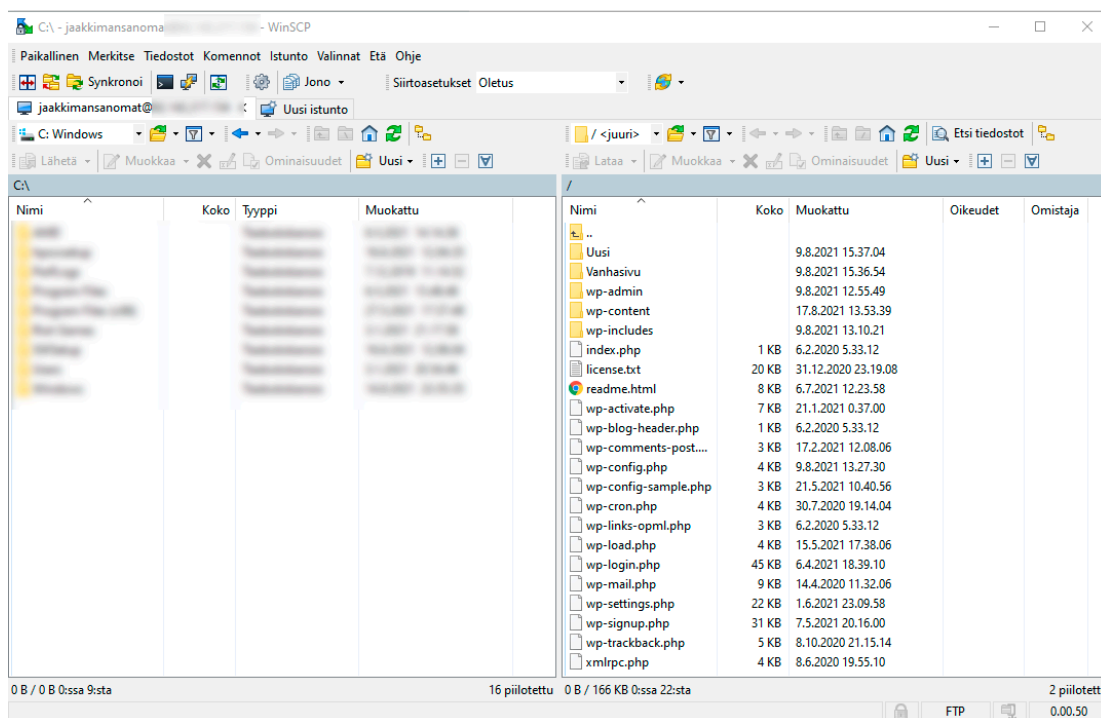 C:\ - jaakkimansanoma - WinSCP
Paikallinen Merkitse Tiedostot Komennot Istunto Valinnat Etä Ohje
Synkronoi Jono Siirtoasetukset Oletus
jaakkimansanomat@ Uusi istunto
C: Windows / <juuri> Etsi tiedostot
Lähetä Muokkaa Ominaisuudet Uusi Lataa Muokkaa Ominaisuudet Uusi
C:\ /
Nimi Koko Tyyppi Muokattu Nimi Koko Muokattu Oikeudet Omistaja
..
Uusi 9.8.2021 15.37.04
Vanhasivu 9.8.2021 15.36.54
wp-admin 9.8.2021 12.55.49
wp-content 17.8.2021 13.53.39
wp-includes 9.8.2021 13.10.21
index.php 1 KB 6.2.2020 5.33.12
license.txt 20 KB 31.12.2020 23.19.08
readme.html 8 KB 6.7.2021 12.23.58
wp-activate.php 7 KB 21.1.2021 0.37.00
wp-blog-header.php 1 KB 6.2.2020 5.33.12
wp-comments-post.... 3 KB 17.2.2021 12.08.06
wp-config.php 4 KB 9.8.2021 13.27.30
wp-config-sample.php 3 KB 21.5.2021 10.40.56
wp-cron.php 4 KB 30.7.2020 19.14.04
wp-links-opml.php 3 KB 6.2.2020 5.33.12
wp-load.php 4 KB 15.5.2021 17.38.06
wp-login.php 45 KB 6.4.2021 18.39.10
wp-mail.php 9 KB 14.4.2020 11.32.06
wp-settings.php 22 KB 1.6.2021 23.09.58
wp-signup.php 31 KB 7.5.2021 20.16.00
wp-trackback.php 5 KB 8.10.2020 21.15.14
xmlrpc.php 4 KB 8.6.2020 19.55.10
0 B / 0 B 0:ssa 9:sta 16 piilotettu 0 B / 166 KB 0:ssa 22:sta 2 piilotett
FTP 0.00.50